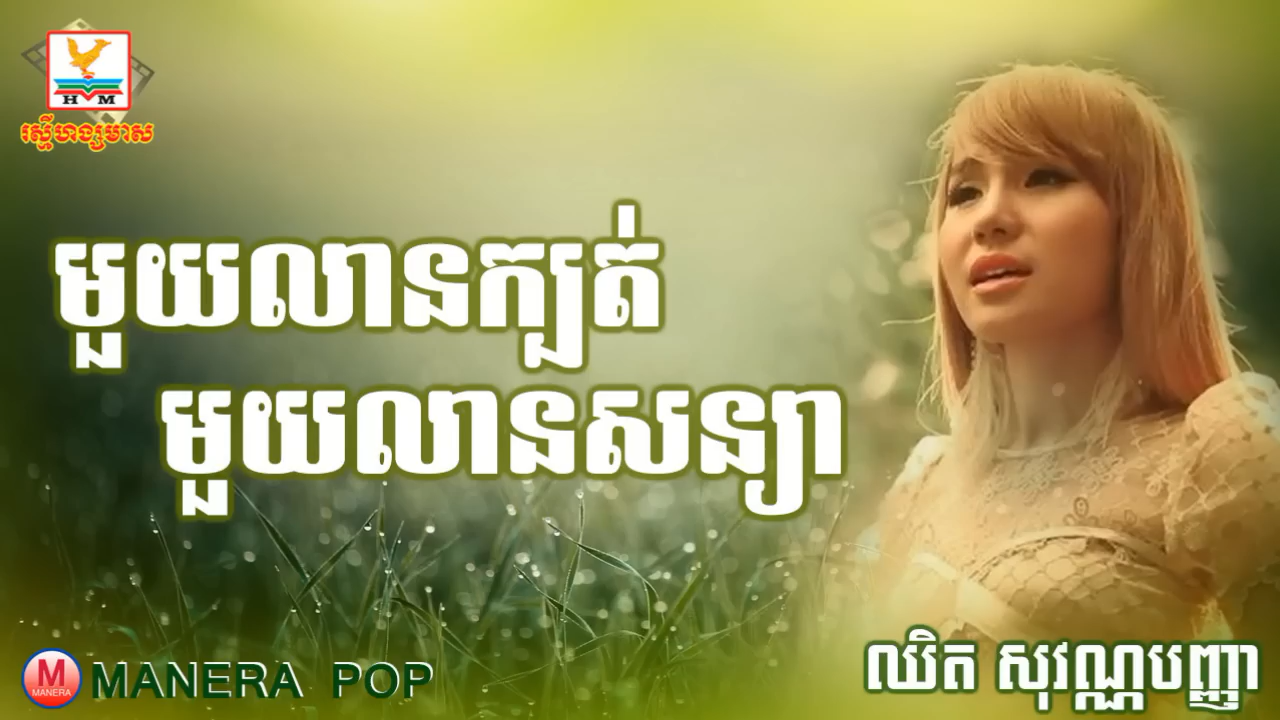 H M
រស្មីហង្សមាស
មួយលានក្បត់
មួយលានសន្យា
M
MANERA
MANERA POP
ឈិត សុវណ្ណបញ្ញា